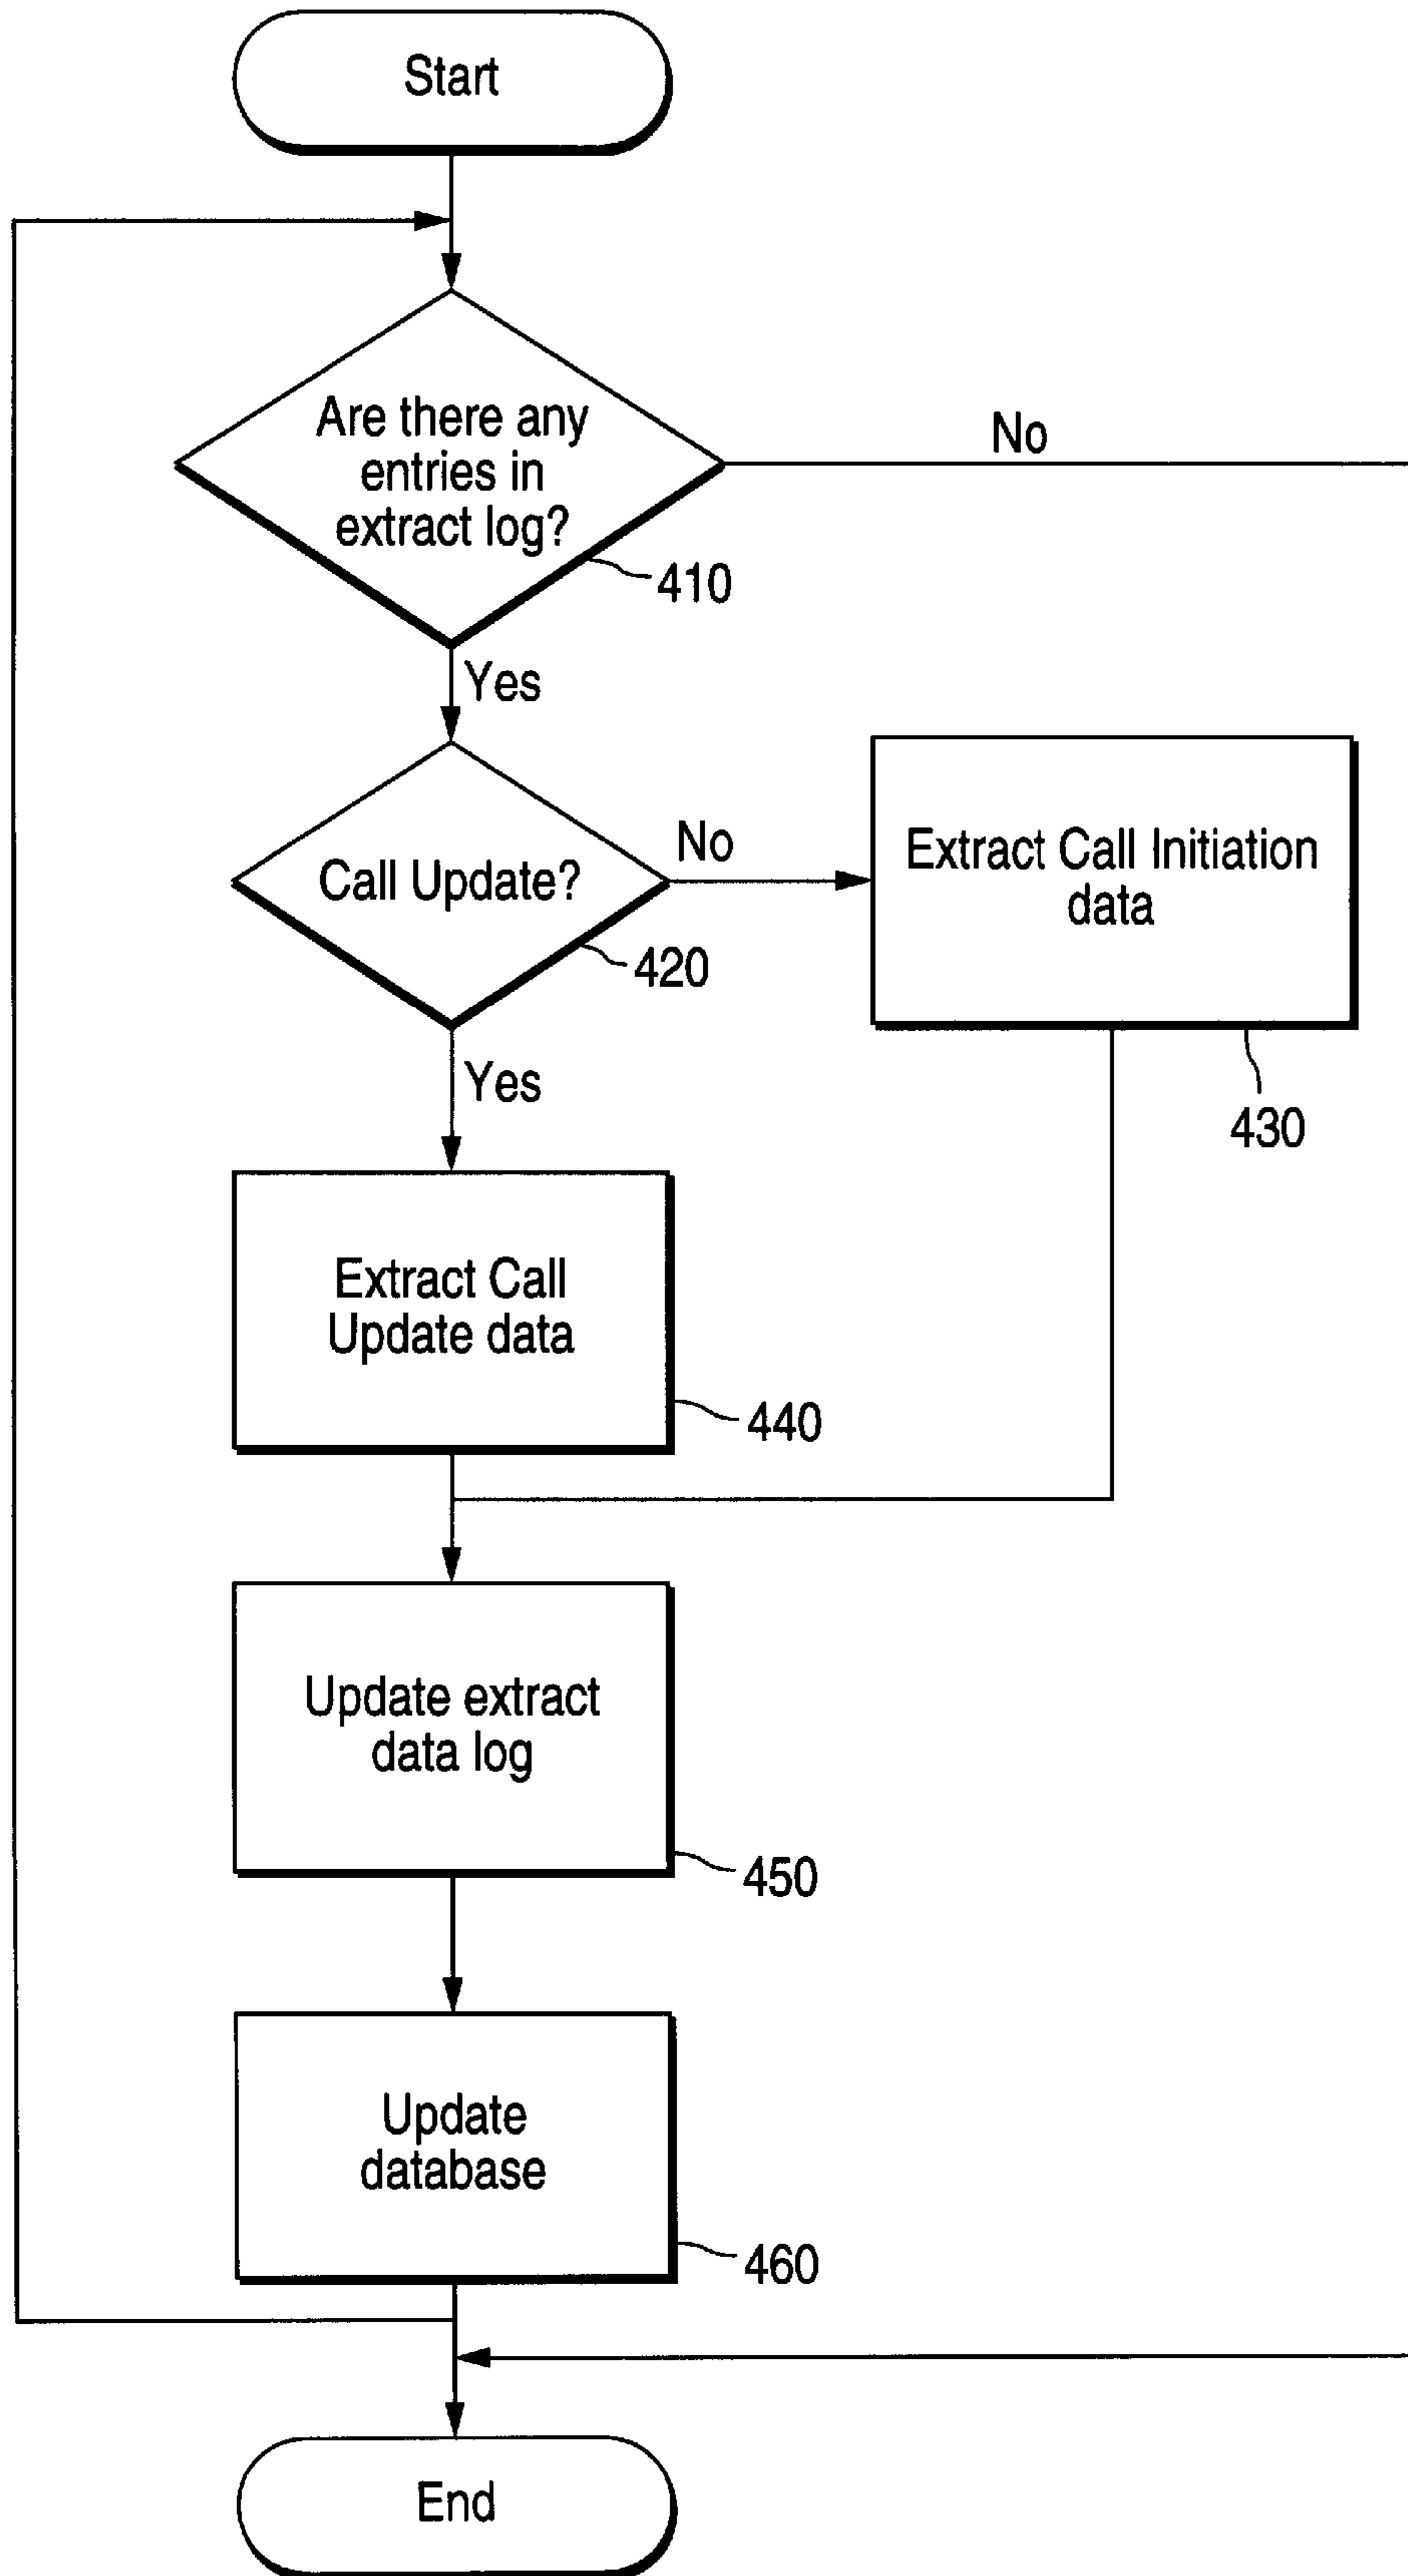 Start
Are there any
entries in
extract log?
No
410
Yes
Call Update?
No
420
Extract Call Initiation
data
430
Yes
Extract Call
Update data
440
Update extract
data log
450
Update
database
460
End